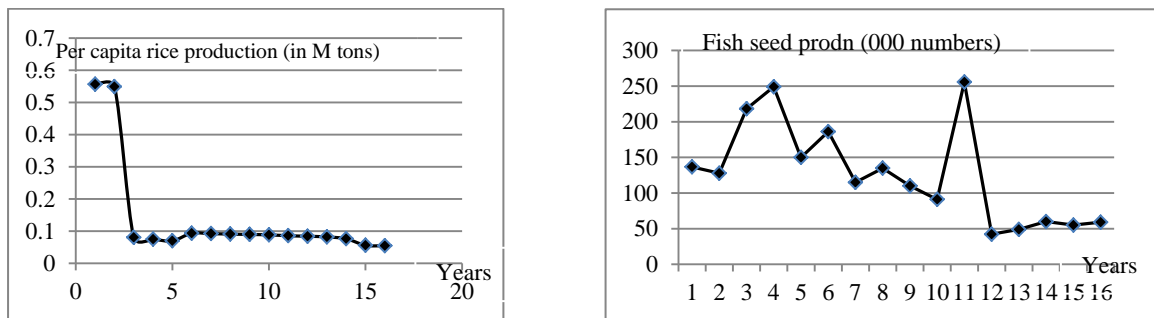 Per capita rice production (in M tons)
0.7
0.6
0.5
0.4
0.3
0.2
0.1
0
0 5 10 15 20
Years
Fish seed prodn (000 numbers)
300
250
200
150
100
50
0
1 2 3 4 5 6 7 8 9 10 11 12 13 14 15 16
Years